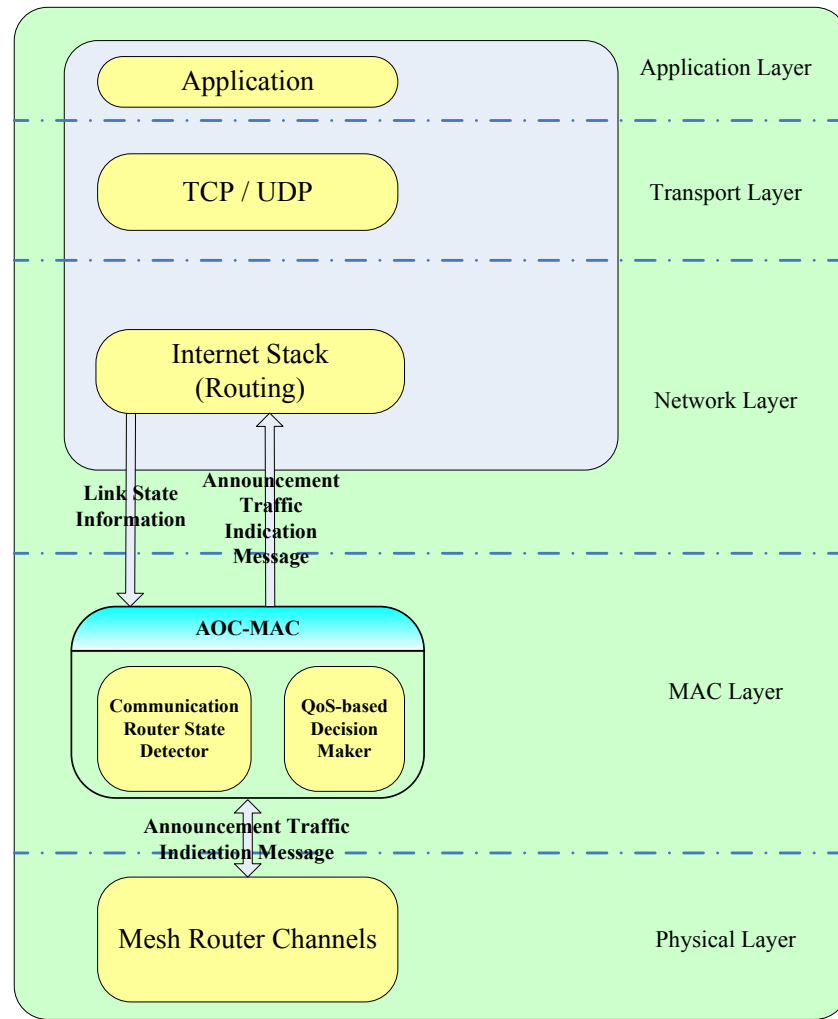 Application
Application Layer
TCP / UDP
Transport Layer
Internet Stack
(Routing)
Network Layer
Link State
Information
Announcement
Traffic
Indication
Message
AOC-MAC
Communication
Router State
Detector
QoS-based
Decision
Maker
MAC Layer
Announcement Traffic
Indication Message
Mesh Router Channels
Physical Layer